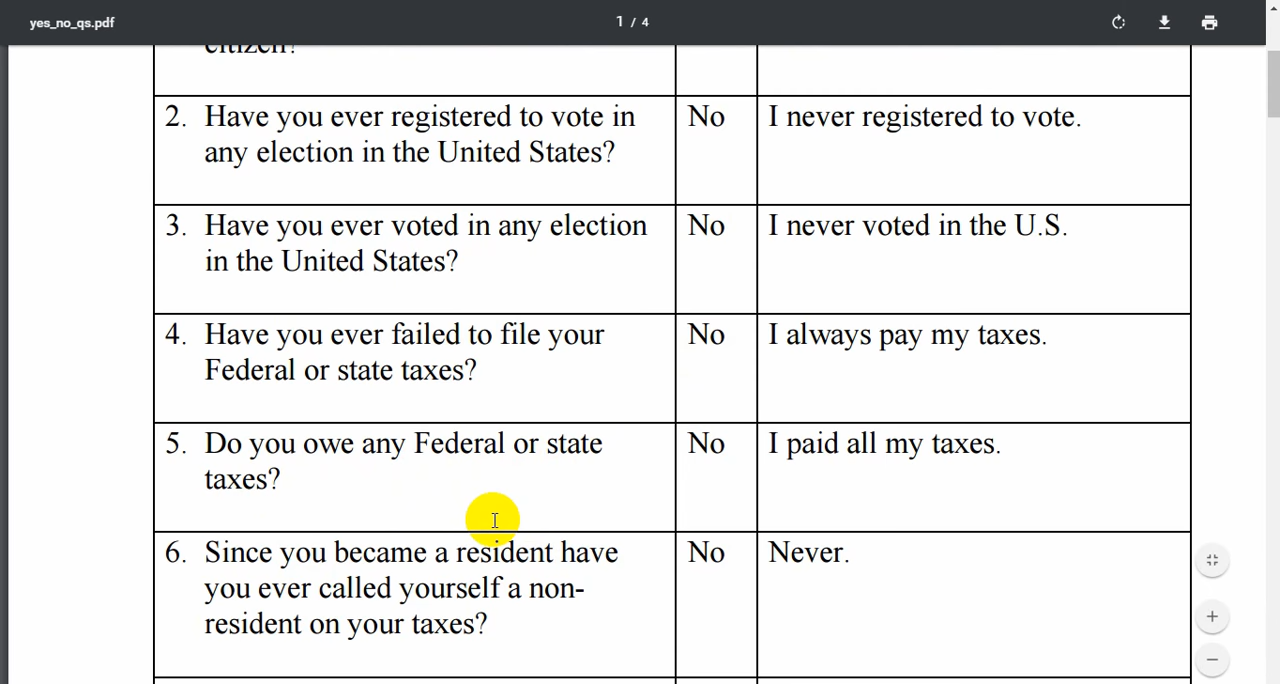 yes_no_qs.pdf
1 / 4
citizen?
2. Have you ever registered to vote in
any election in the United States?
No
I never registered to vote.
3. Have you ever voted in any election
in the United States?
No
I never voted in the U.S.
4. Have you ever failed to file your
Federal or state taxes?
No
I always pay my taxes.
5. Do you owe any Federal or state
taxes?
No
I paid all my taxes.
6. Since you became a resident have
you ever called yourself a non-
resident on your taxes?
No
Never.